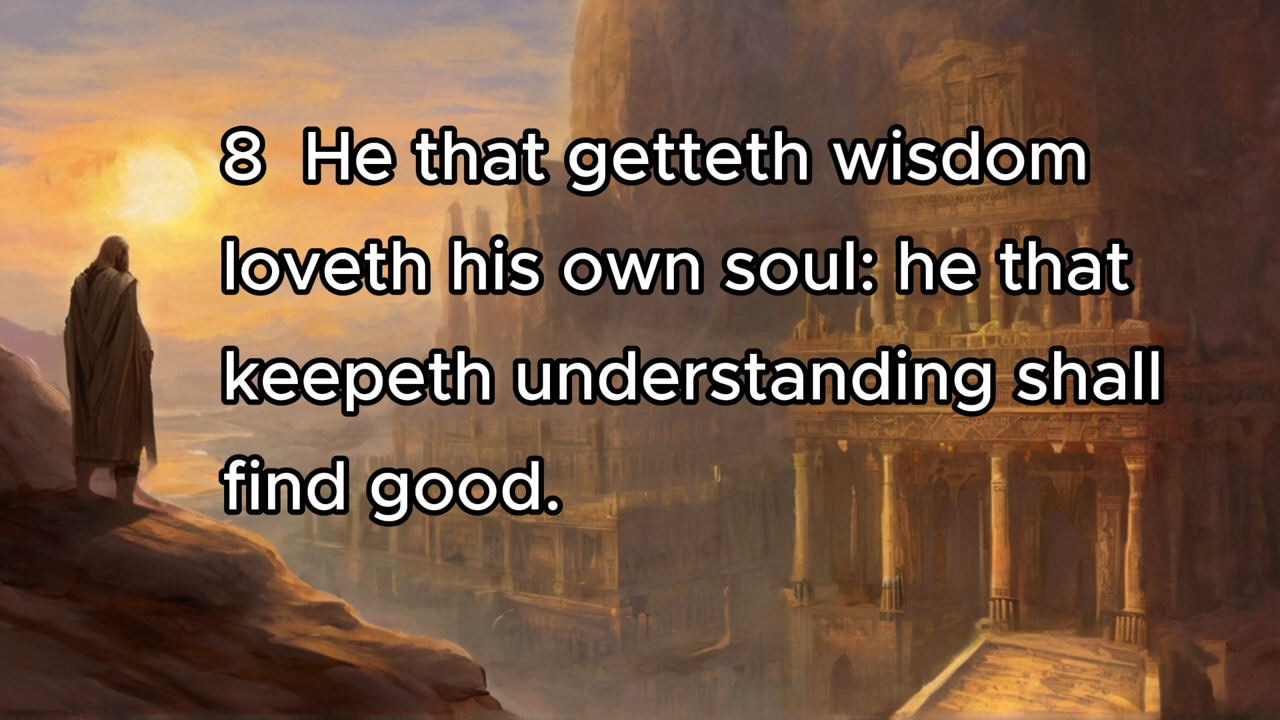 8  He that getteth wisdom
loveth his own soul: he that
keepeth understanding shall
find good.